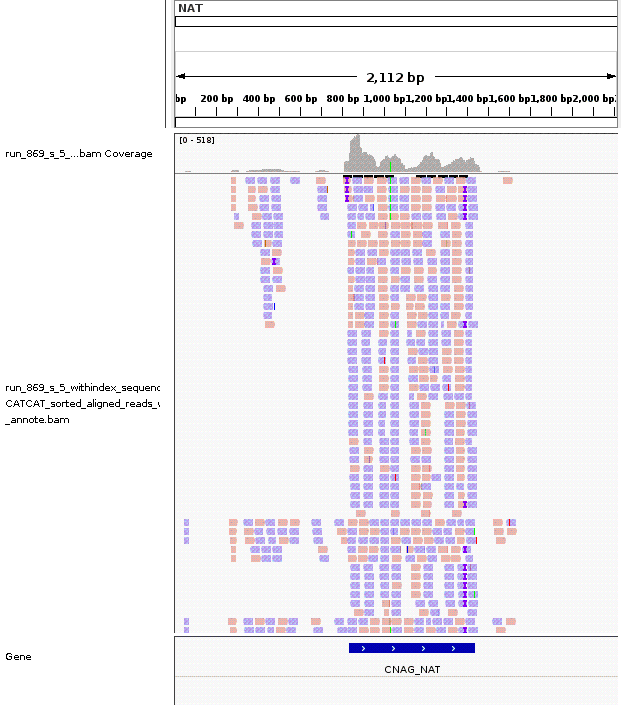 NAT
2,112 bp
bp 200 bp 400 bp 600 bp 800 bp 1,000 bp 1,200 bp 1,400 bp 1,600 bp 1,800 bp 2,000 bp
[0 - 518]
run_869_s_5_...bam Coverage
run_869_s_5_withindex_sequenc
CATCAT_sorted_aligned_reads_
_annote.bam
Gene
CNAG_NAT